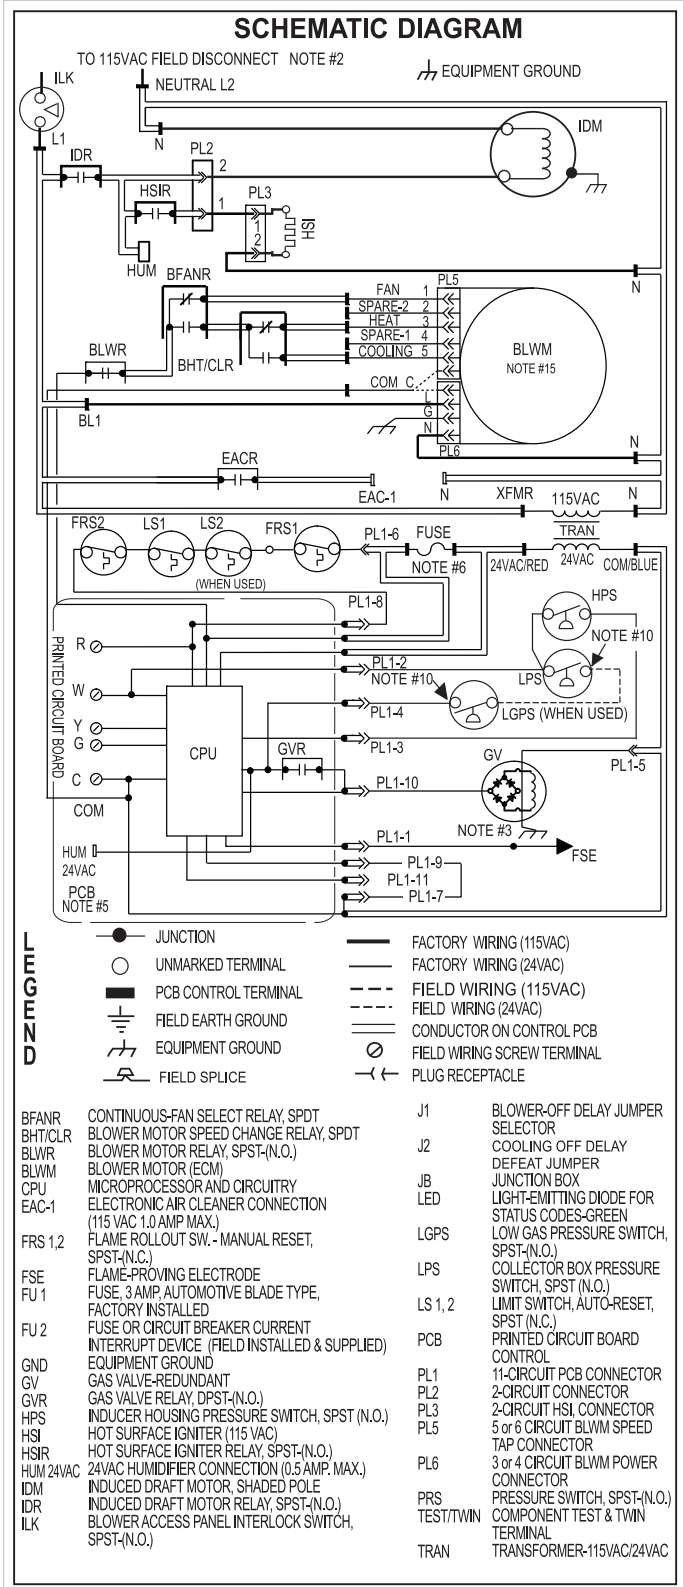 SCHEMATIC DIAGRAM
TO 115VAC FIELD DISCONNECT NOTE #2
ILK
NEUTRAL L2
EQUIPMENT GROUND
L1
N
IDM
IDR
PL2
2
HSIR
1
PL3
1
2
HSI
HUM
N
BFANR
PL5
FAN 1
SPARE-2 2
HEAT 3
SPARE-1 4
COOLING 5
BLWM
NOTE #15
BLWR
BHT/CLR
COM C
L
BL1
G
N
PL6
N
EACR
EAC-1
N
XFMR
115VAC
N
FRS2
LS1
LS2
FRS1
PL1-6
FUSE
TRAN
(WHEN USED)
NOTE #6
24VAC/RED
24VAC
COM/BLUE
PL1-8
HPS
PRINTED CIRCUIT BOARD
R
NOTE #10
PL1-2
NOTE #10
LPS
W
PL1-4
LGPS (WHEN USED)
Y
G
CPU
GVR
PL1-3
GV
PL1-5
C
PL1-10
COM
NOTE #3
PL1-1
FSE
HUM
24VAC
PL1-9
PL1-11
PL1-7
PCB
NOTE #5
LEGEND
JUNCTION
UNMARKED TERMINAL
PCB CONTROL TERMINAL
FIELD EARTH GROUND
EQUIPMENT GROUND
FIELD SPLICE
FACTORY WIRING (115VAC)
FACTORY WIRING (24VAC)
FIELD WIRING (115VAC)
FIELD WIRING (24VAC)
CONDUCTOR ON CONTROL PCB
FIELD WIRING SCREW TERMINAL
PLUG RECEPTACLE
BFANR CONTINUOUS-FAN SELECT RELAY, SPDT
BHT/CLR BLOWER MOTOR SPEED CHANGE RELAY, SPDT
BLWR BLOWER MOTOR RELAY, SPST-(N.O.)
BLWM BLOWER MOTOR (ECM)
CPU MICROPROCESSOR AND CIRCUITRY
EAC-1 ELECTRONIC AIR CLEANER CONNECTION
(115 VAC 1.0 AMP MAX.)
FRS 1,2 FLAME ROLLOUT SW. - MANUAL RESET,
SPST-(N.C.)
FSE FLAME-PROVING ELECTRODE
FU 1 FUSE, 3 AMP, AUTOMOTIVE BLADE TYPE,
FACTORY INSTALLED
FU 2 FUSE OR CIRCUIT BREAKER CURRENT
INTERRUPT DEVICE (FIELD INSTALLED & SUPPLIED)
GND EQUIPMENT GROUND
GV GAS VALVE-REDUNDANT
GVR GAS VALVE RELAY, DPST-(N.O.)
HPS INDUCER HOUSING PRESSURE SWITCH, SPST (N.O.)
HSI HOT SURFACE IGNITER (115 VAC)
HSIR HOT SURFACE IGNITER RELAY, SPST-(N.O.)
HUM 24VAC 24VAC HUMIDIFIER CONNECTION (0.5 AMP. MAX.)
IDM INDUCED DRAFT MOTOR, SHADED POLE
IDR INDUCED DRAFT MOTOR RELAY, SPST-(N.O.)
ILK BLOWER ACCESS PANEL INTERLOCK SWITCH,
SPST-(N.O.)
J1 BLOWER-OFF DELAY JUMPER
SELECTOR
J2 COOLING OFF DELAY
DEFEAT JUMPER
JB JUNCTION BOX
LED LIGHT-EMITTING DIODE FOR
STATUS CODES-GREEN
LGPS LOW GAS PRESSURE SWITCH,
SPST-(N.O.)
LPS COLLECTOR BOX PRESSURE
SWITCH, SPST (N.O.)
LS 1, 2 LIMIT SWITCH, AUTO-RESET,
SPST (N.C.)
PCB PRINTED CIRCUIT BOARD
CONTROL
PL1 11-CIRCUIT PCB CONNECTOR
PL2 2-CIRCUIT CONNECTOR
PL3 2-CIRCUIT HSI, CONNECTOR
PL5 5 or 6 CIRCUIT BLWM SPEED
TAP CONNECTOR
PL6 3 or 4 CIRCUIT BLWM POWER
CONNECTOR
PRS PRESSURE SWITCH, SPST-(N.O.)
TEST/TWIN COMPONENT TEST & TWIN
TERMINAL
TRAN TRANSFORMER-115VAC/24VAC